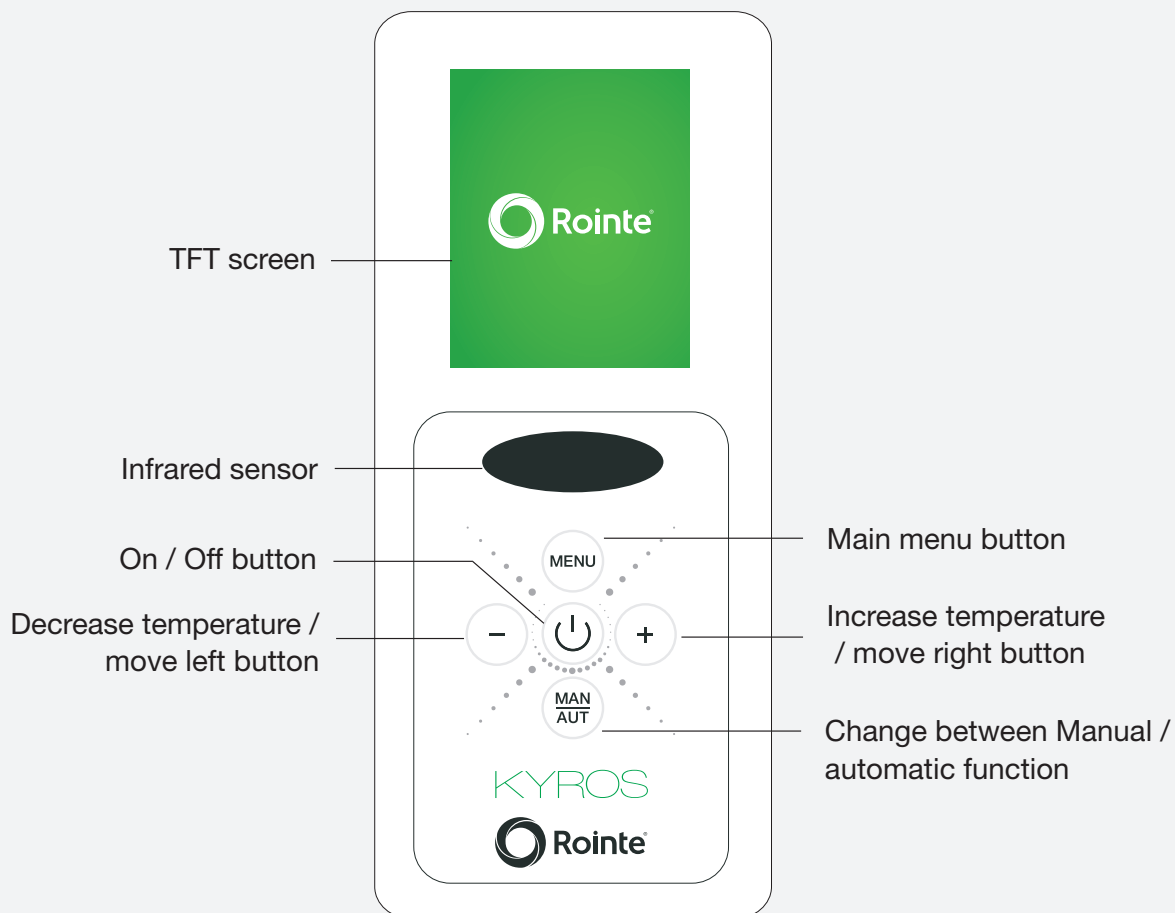 Rointe
TFT screen
Infrared sensor
MENU
Main menu button
On / Off button
Decrease temperature /
move left button
-
+
Increase temperature
/ move right button
MAN
AUT
Change between Manual /
automatic function
KYROS
Rointe